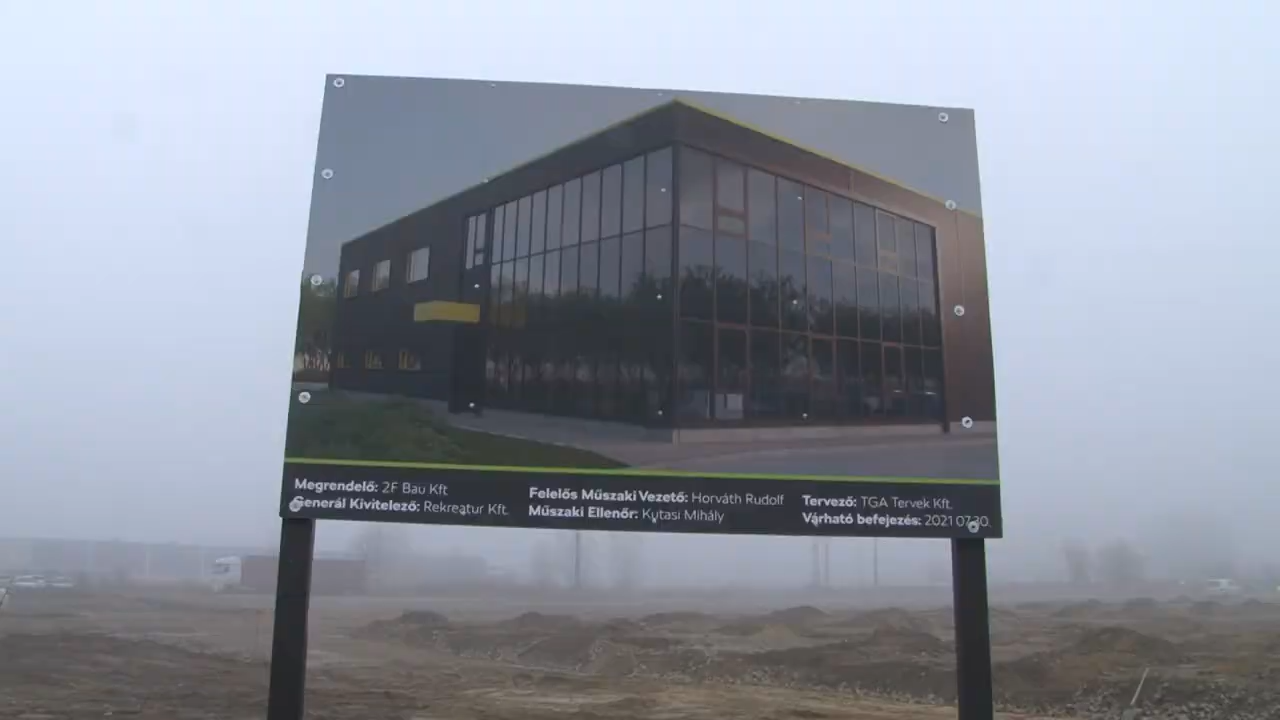 Megrendelő: 2F Bau Kft
Generál Kivitelező: Rekreatur Kft.
Felelős Műszaki Vezető: Horváth Rudolf
Műszaki Ellenőr: Kutasi Mihály
Tervező: TGA Tervek Kft.
Várható befejezés: 2021 07.30.